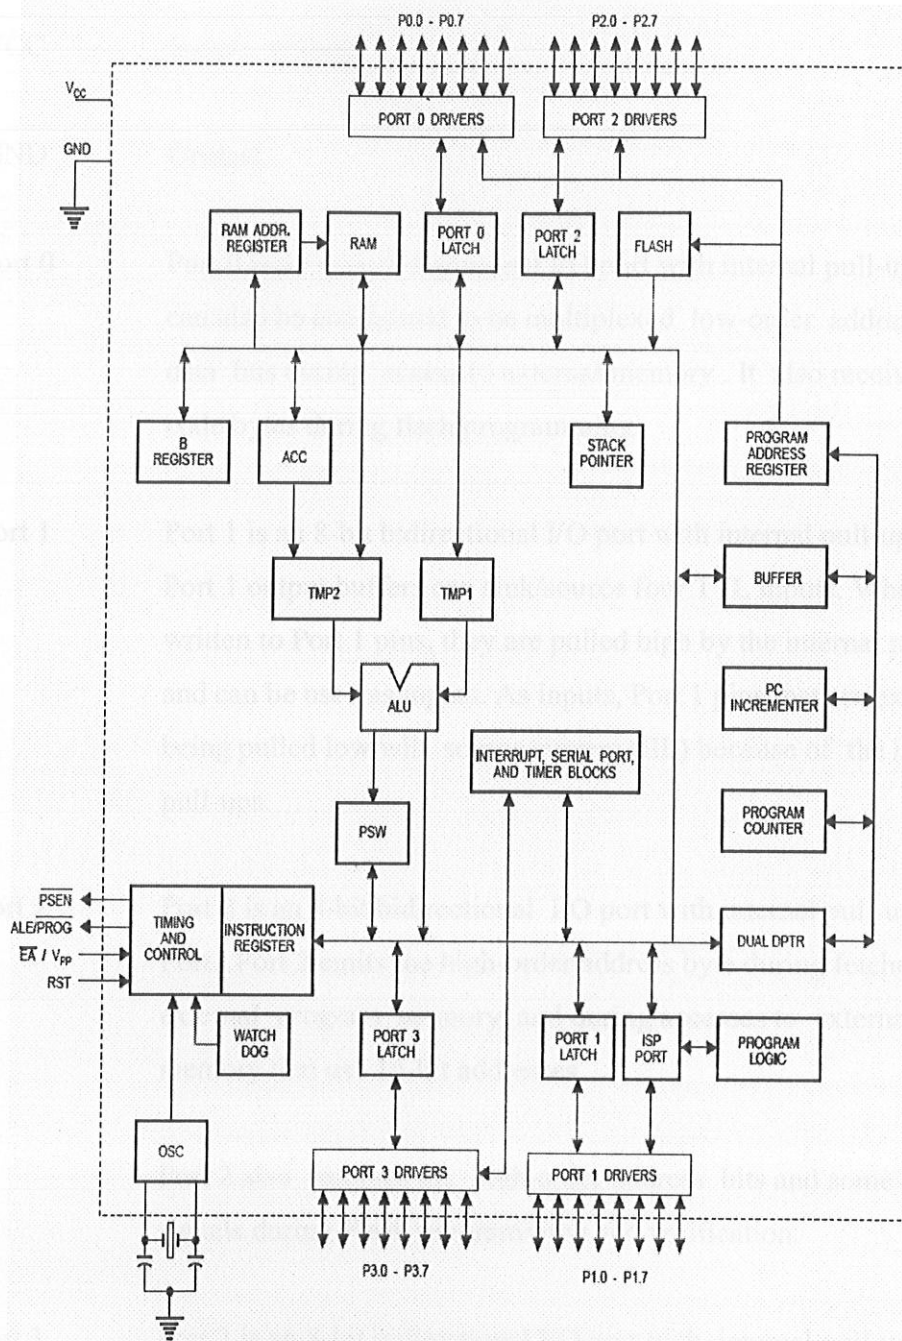 P0.0 - P0.7
P2.0 - P2.7
VCC
PORT 0 DRIVERS
PORT 2 DRIVERS
GND
RAM ADDR.
REGISTER
RAM
PORT 0
LATCH
PORT 2
LATCH
FLASH
B
REGISTER
ACC
STACK
POINTER
PROGRAM
ADDRESS
REGISTER
TMP2
TMP1
BUFFER
ALU
PC
INCREMENTER
INTERRUPT, SERIAL PORT,
AND TIMER BLOCKS
PSW
PROGRAM
COUNTER
PSEN
ALE/PROG
EA / VPP
RST
TIMING
AND
CONTROL
INSTRUCTION
REGISTER
DUAL DPTR
WATCH
DOG
PORT 3
LATCH
PORT 1
LATCH
ISP
PORT
PROGRAM
LOGIC
OSC
PORT 3 DRIVERS
PORT 1 DRIVERS
P3.0 - P3.7
P1.0 - P1.7